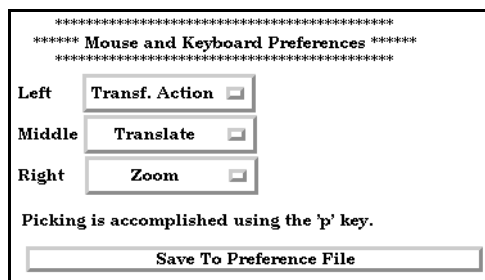 ******************************************
****** Mouse and Keyboard Preferences ******
******************************************
Left Transf. Action
Middle Translate
Right Zoom
Picking is accomplished using the 'p' key.
Save To Preference File